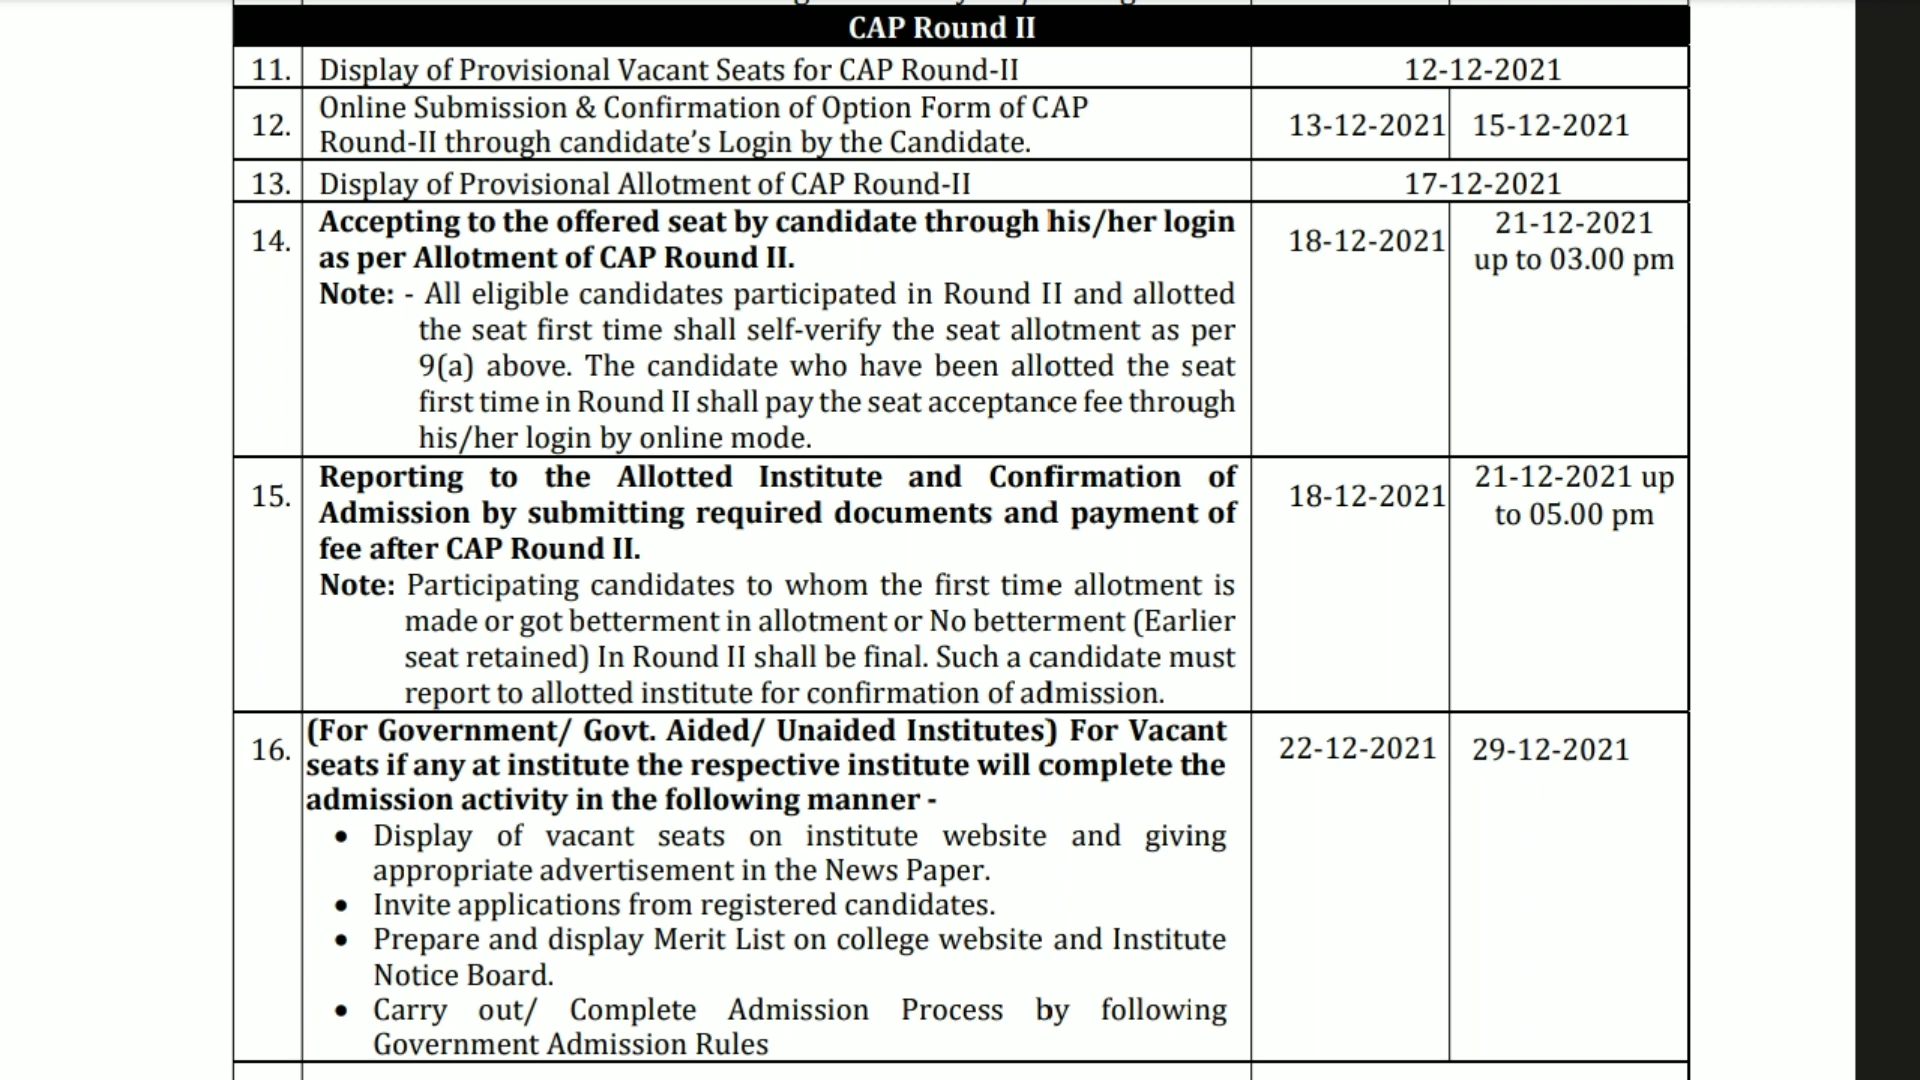 CAP Round II
11. Display of Provisional Vacant Seats for CAP Round-II 12-12-2021
12. Online Submission & Confirmation of Option Form of CAP
Round-II through candidate's Login by the Candidate. 13-12-2021 15-12-2021
13. Display of Provisional Allotment of CAP Round-II 17-12-2021
14. Accepting to the offered seat by candidate through his/her login
as per Allotment of CAP Round II. 18-12-2021 21-12-2021
up to 03.00 pm
Note: - All eligible candidates participated in Round II and allotted
the seat first time shall self-verify the seat allotment as per
9(a) above. The candidate who have been allotted the seat
first time in Round II shall pay the seat acceptance fee through
his/her login by online mode.
15. Reporting to the Allotted Institute and Confirmation of
Admission by submitting required documents and payment of
fee after CAP Round II. 18-12-2021 21-12-2021 up
to 05.00 pm
Note: Participating candidates to whom the first time allotment is
made or got betterment in allotment or No betterment (Earlier
seat retained) In Round II shall be final. Such a candidate must
report to allotted institute for confirmation of admission.
16. (For Government/ Govt. Aided/ Unaided Institutes) For Vacant
seats if any at institute the respective institute will complete the
admission activity in the following manner - 22-12-2021 29-12-2021
• Display of vacant seats on institute website and giving
appropriate advertisement in the News Paper.
• Invite applications from registered candidates.
• Prepare and display Merit List on college website and Institute
Notice Board.
• Carry out/ Complete Admission Process by following
Government Admission Rules